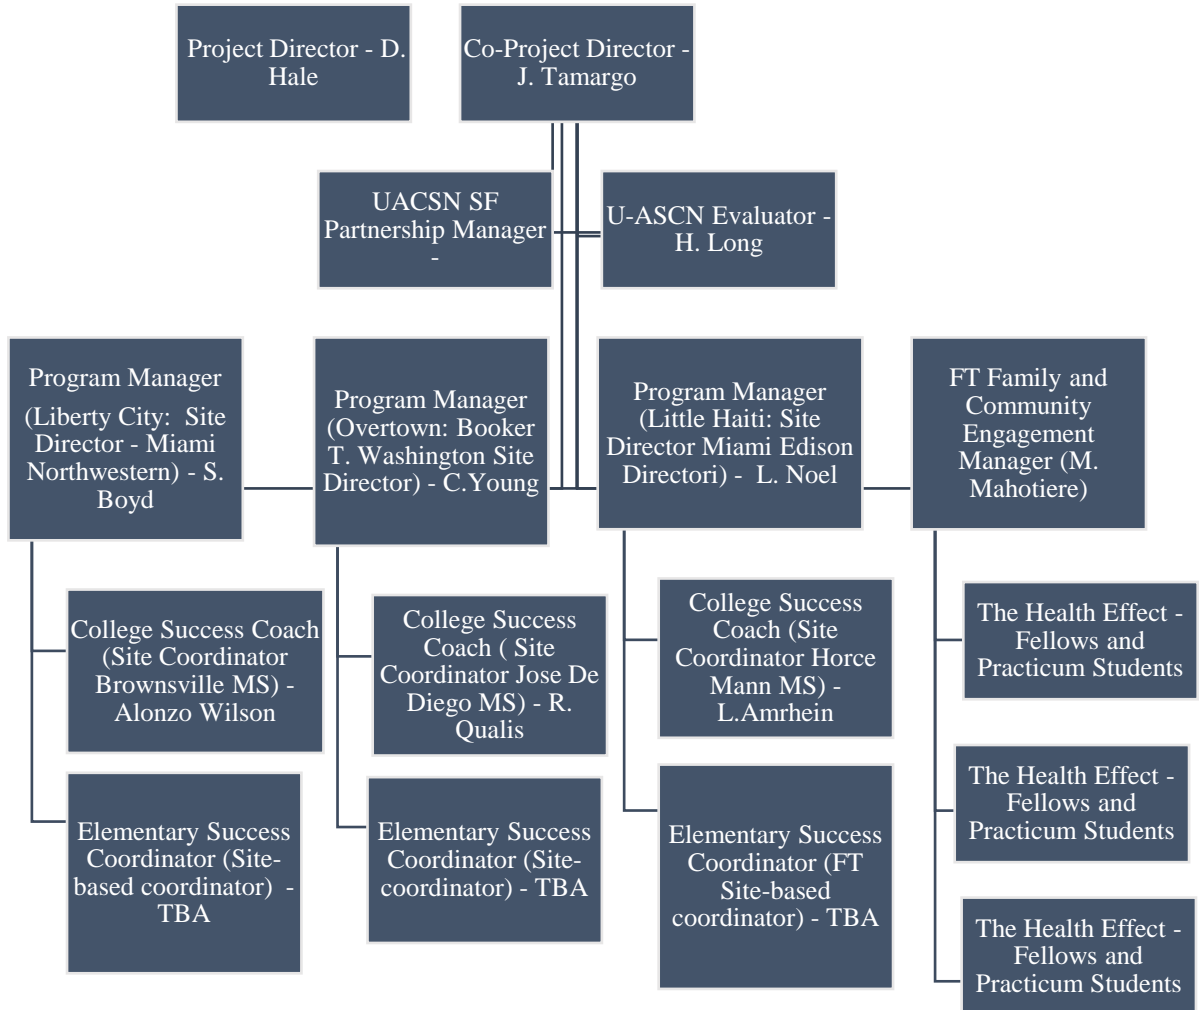 Project Director - D.
Hale
Co-Project Director -
J. Tamargo
UACSN SF
Partnership Manager
-
U-ASCN Evaluator -
H. Long
Program Manager
(Liberty City:  Site
Director - Miami
Northwestern) - S.
Boyd
Program Manager
(Overtown: Booker
T. Washington Site
Director) - C.Young
Program Manager
(Little Haiti: Site
Director Miami Edison
Directori) -  L. Noel
FT Family and
Community
Engagement
Manager (M.
Mahotiere)
College Success Coach
(Site Coordinator
Brownsville MS) -
Alonzo Wilson
College Success
Coach ( Site
Coordinator Jose De
Diego MS) - R.
Qualis
College Success
Coach (Site
Coordinator Horce
Mann MS) -
L.Amrhein
The Health Effect -
Fellows and
Practicum Students
Elementary Success
Coordinator (Site-
based coordinator)  -
TBA
Elementary Success
Coordinator (Site-
coordinator) - TBA
Elementary Success
Coordinator (FT
Site-based
coordinator) - TBA
The Health Effect -
Fellows and
Practicum Students
The Health Effect -
Fellows and
Practicum Students